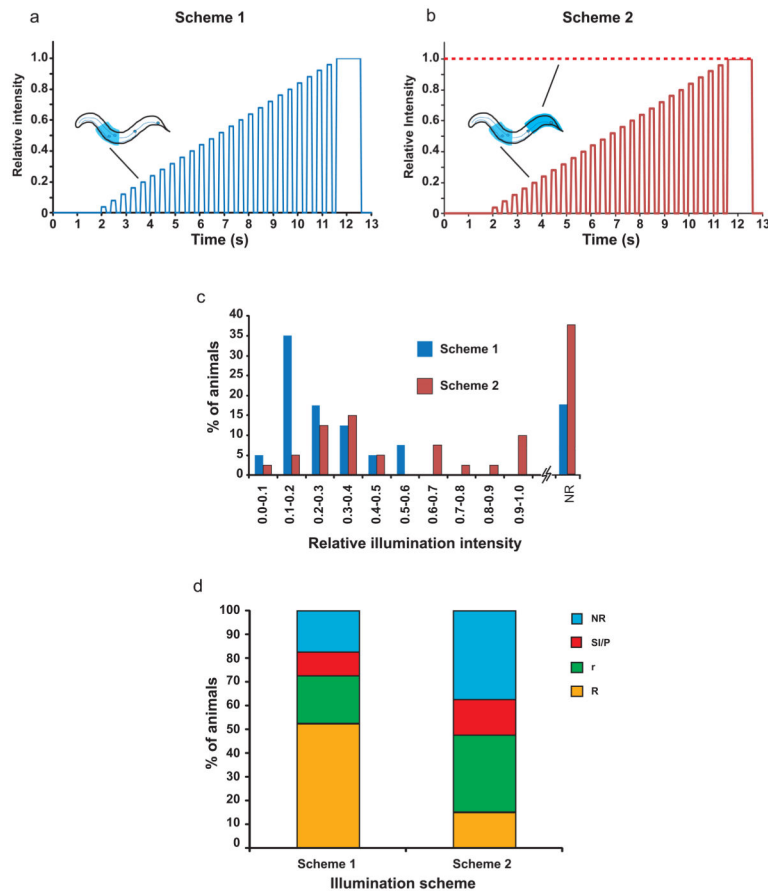 a
Scheme 1
Relative intensity
1.0
0.8
0.6
0.4
0.2
0
0 1 2 3 4 5 6 7 8 9 10 11 12 13
Time (s)
b
Scheme 2
Relative Intensity
1.0
0.8
0.6
0.4
0.2
0
0 1 2 3 4 5 6 7 8 9 10 11 12 13
Time (s)
c
% of animals
40
35
30
25
20
15
10
5
0
Scheme 1
Scheme 2
0.0-0.1
0.1-0.2
0.2-0.3
0.3-0.4
0.4-0.5
0.5-0.6
0.6-0.7
0.7-0.8
0.8-0.9
0.9-1.0
NR
Relative illumination intensity
d
% of animals
100
90
80
70
60
50
40
30
20
10
0
NR
SI/P
r
R
Scheme 1 Scheme 2
Illumination scheme